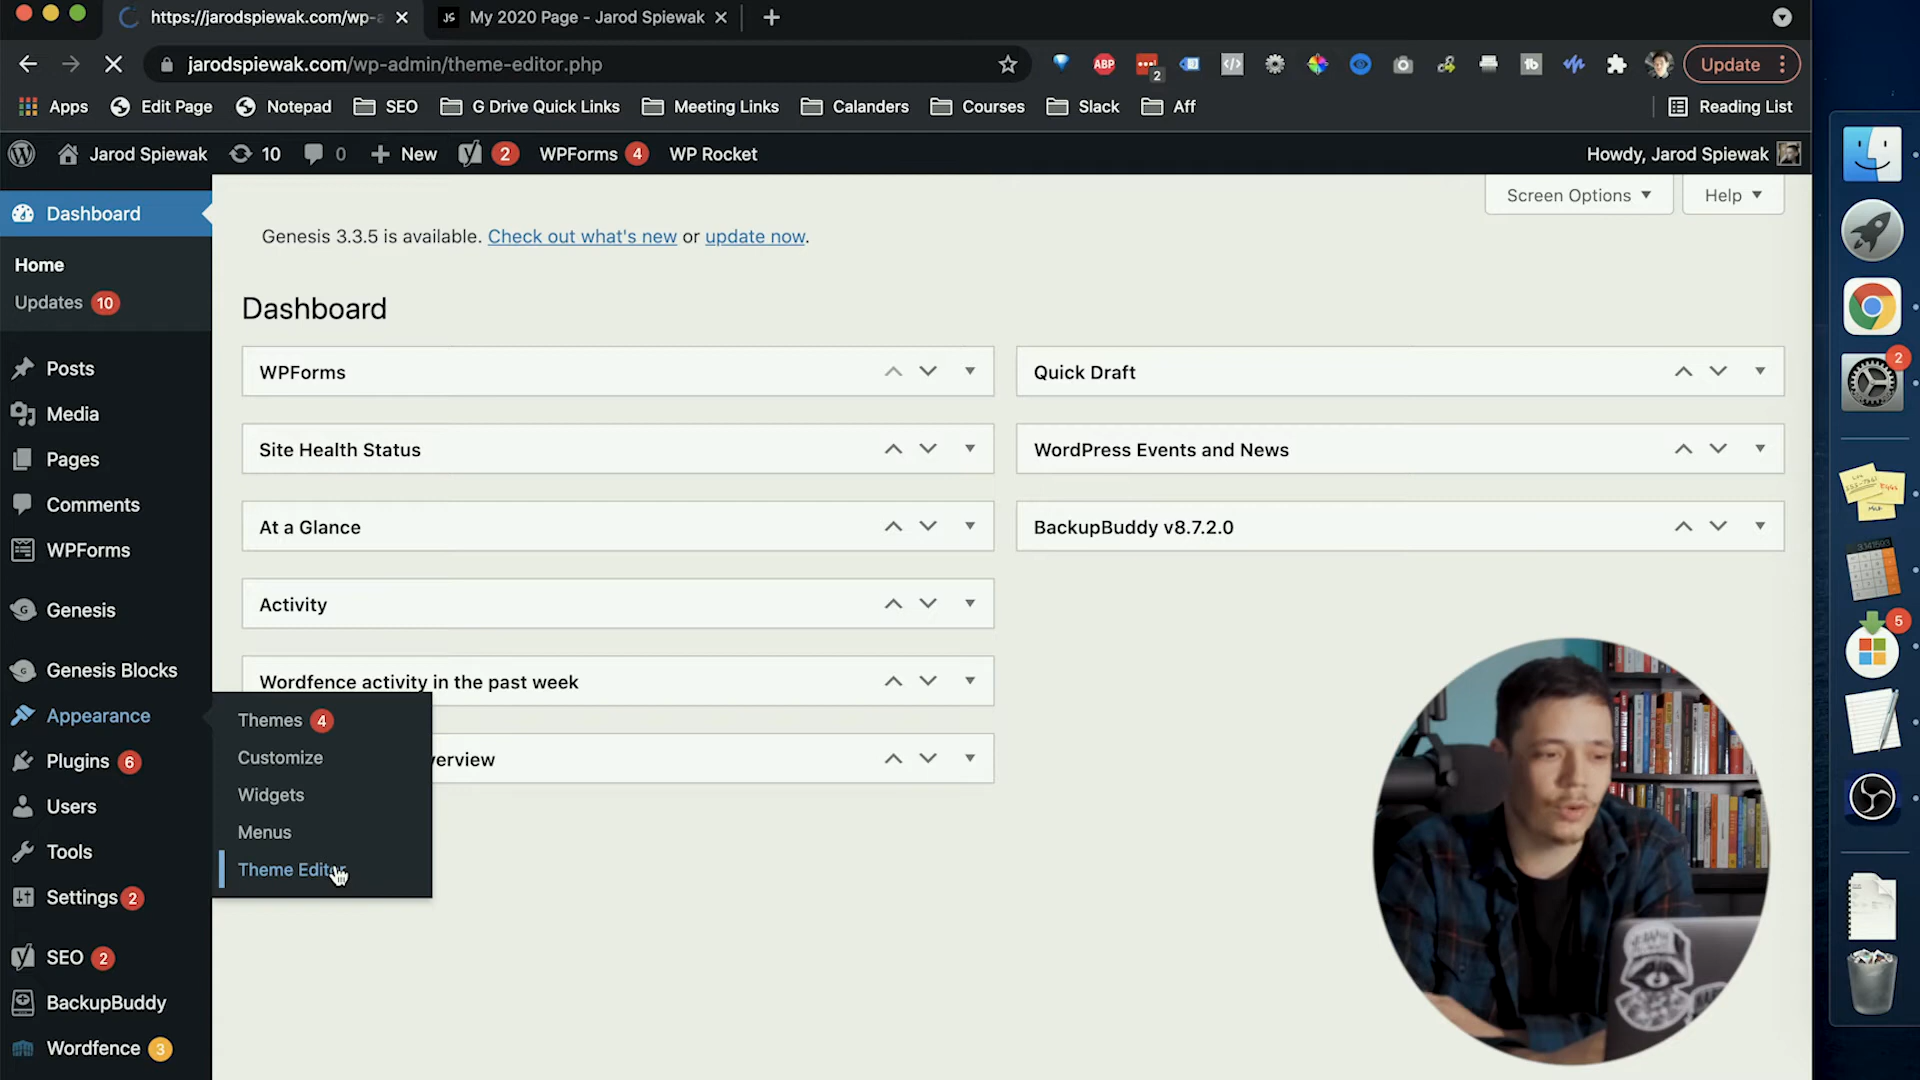 https://jarodspiewak.com/wp-a
My 2020 Page - Jarod Spiewak
jarodspiewak.com/wp-admin/theme-editor.php
ABP
2
Update
Apps
Edit Page
Notepad
SEO
G Drive Quick Links
Meeting Links
Calanders
Courses
Slack
Aff
Reading List
Jarod Spiewak
10
0
New
2
WPForms 4
WP Rocket
Howdy, Jarod Spiewak
Dashboard
Home
Updates 10
Posts
Media
Pages
Comments
WPForms
Genesis
Genesis Blocks
Appearance
Plugins 6
Users
Tools
Settings 2
SEO 2
BackupBuddy
Wordfence 3
Themes 4
Customize
Widgets
Menus
Theme Editor
Screen Options
Help
Genesis 3.3.5 is available. Check out what's new or update now.
Dashboard
WPForms
Site Health Status
At a Glance
Activity
Wordfence activity in the past week
verview
Quick Draft
WordPress Events and News
BackupBuddy v8.7.2.0
2
5